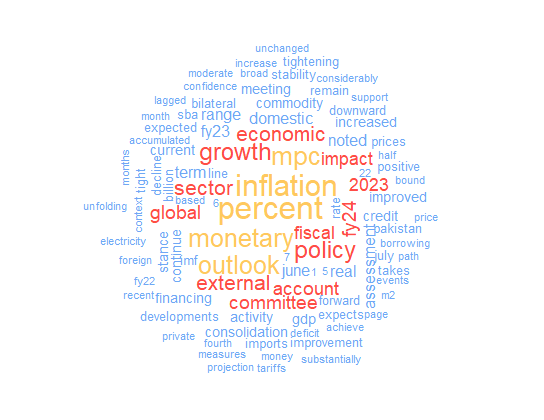 unchanged
increase tightening
moderate broad stability considerably
confidence meeting remain
lagged bilateral commodity support
month sba range domestic downward
expected fy23 economic increased
accumulated growth mpc impact noted prices
current half
months decline tight term line inflation 22 positive
billion sector 2023 bound
unfolding context based 6 percent rate fy24 improved
global credit price
electricity stance continue monetary fiscal policy pakistan
borrowing
foreign imf outlook 7 june 1 5 real assessment july path
fy22 external account takes events
recent financing committee forward m2
developments activity gdp expects page
private consolidation deficit achieve
fourth imports improvement
measures money substantially
projection tariffs